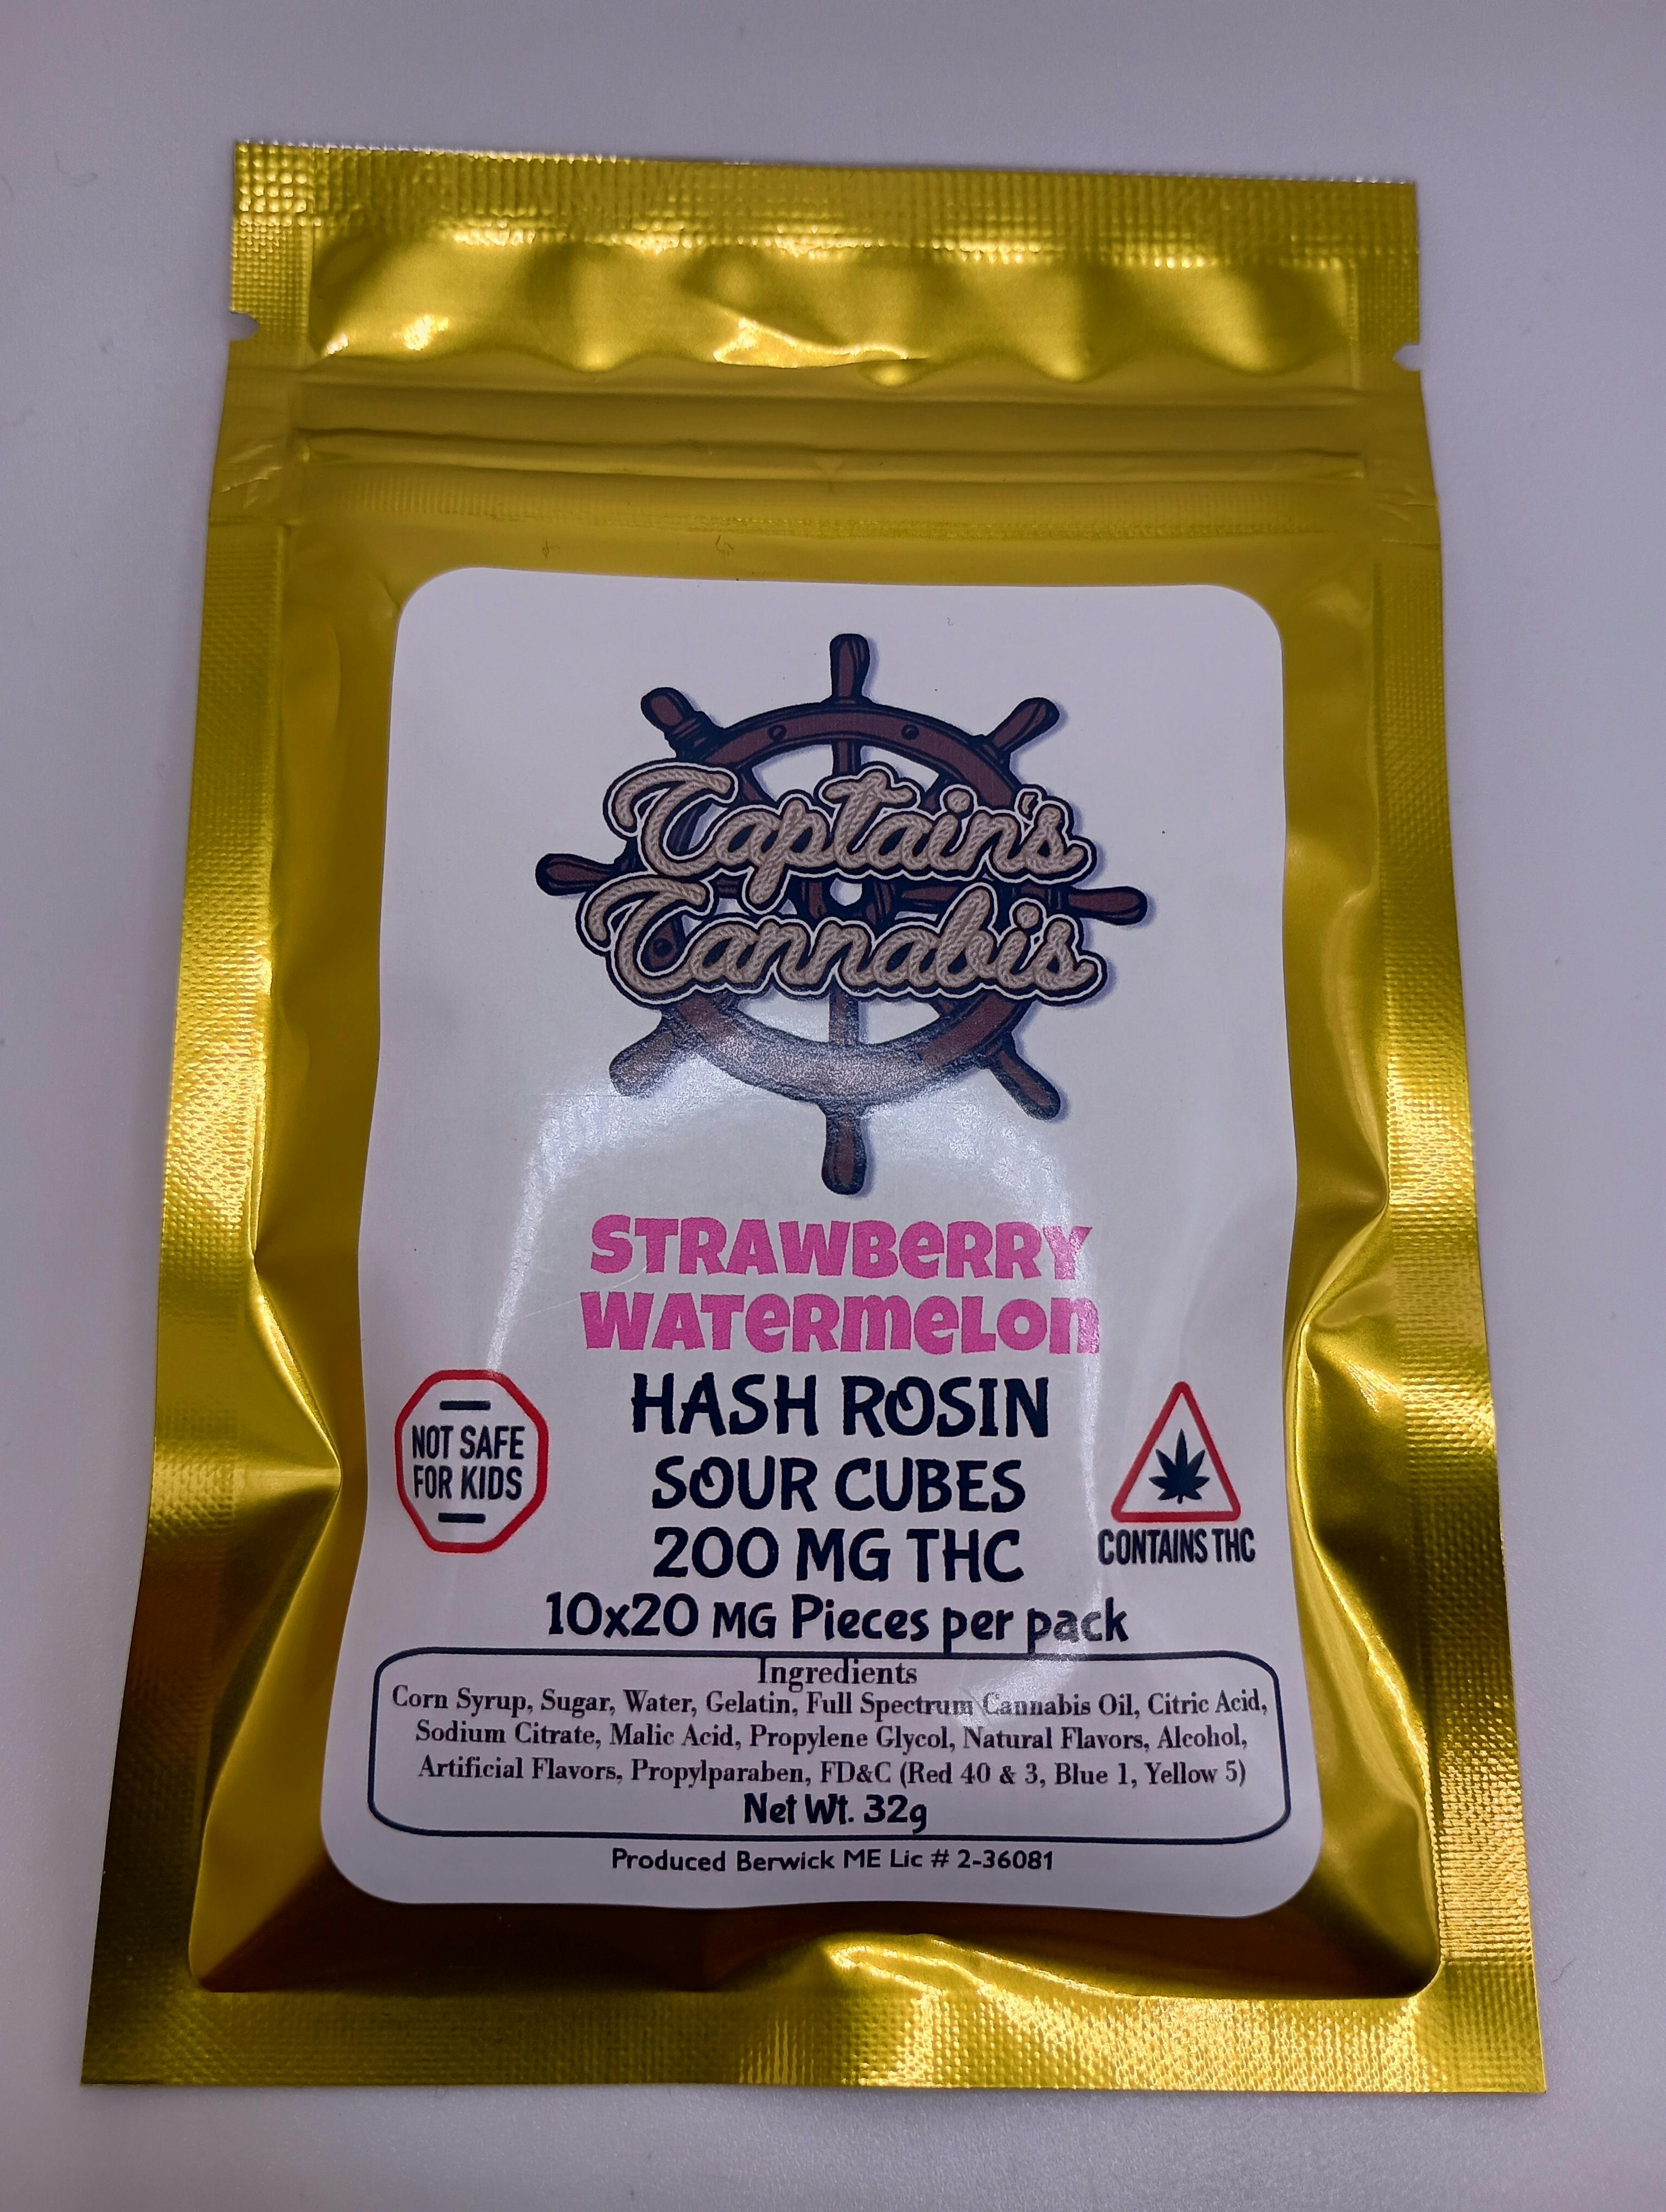 Captain's
Cannabis
STRAWBERRY
WATERMELON
HASH ROSIN
SOUR CUBES
200 MG THC
10x20 MG Pieces per pack
NOT SAFE
FOR KIDS
CONTAINS THC
Ingredients
Corn Syrup, Sugar, Water, Gelatin, Full Spectrum Cannabis Oil, Citric Acid,
Sodium Citrate, Malic Acid, Propylene Glycol, Natural Flavors, Alcohol,
Artificial Flavors, Propylparaben, FD&C (Red 40 & 3, Blue 1, Yellow 5)
Net Wt. 32g
Produced Berwick ME Lic # 2-36081